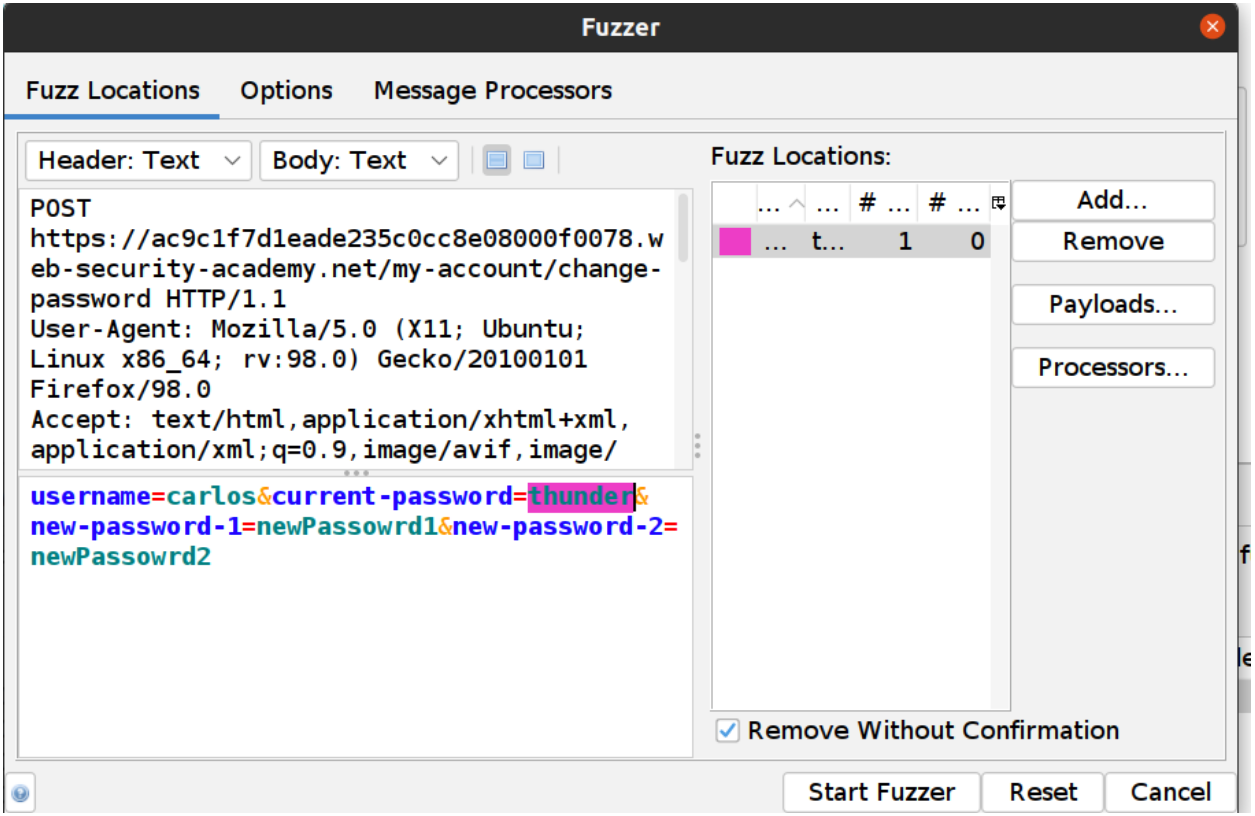 Fuzzer
Fuzz Locations Options Message Processors
Header: Text Body: Text
POST
https://ac9c1f7d1eade235c0cc8e08000f0078.w
eb-security-academy.net/my-account/change-
password HTTP/1.1
User-Agent: Mozilla/5.0 (X11; Ubuntu;
Linux x86_64; rv:98.0) Gecko/20100101
Firefox/98.0
Accept: text/html,application/xhtml+xml,
application/xml;q=0.9,image/avif,image/
username=carlos&current-password=thunder&
new-password-1=newPassowrd1&new-password-2=
newPassowrd2
Fuzz Locations:
... ... # ... # ...
... t... 1 0
Add...
Remove
Payloads...
Processors...
Remove Without Confirmation
Start Fuzzer Reset Cancel